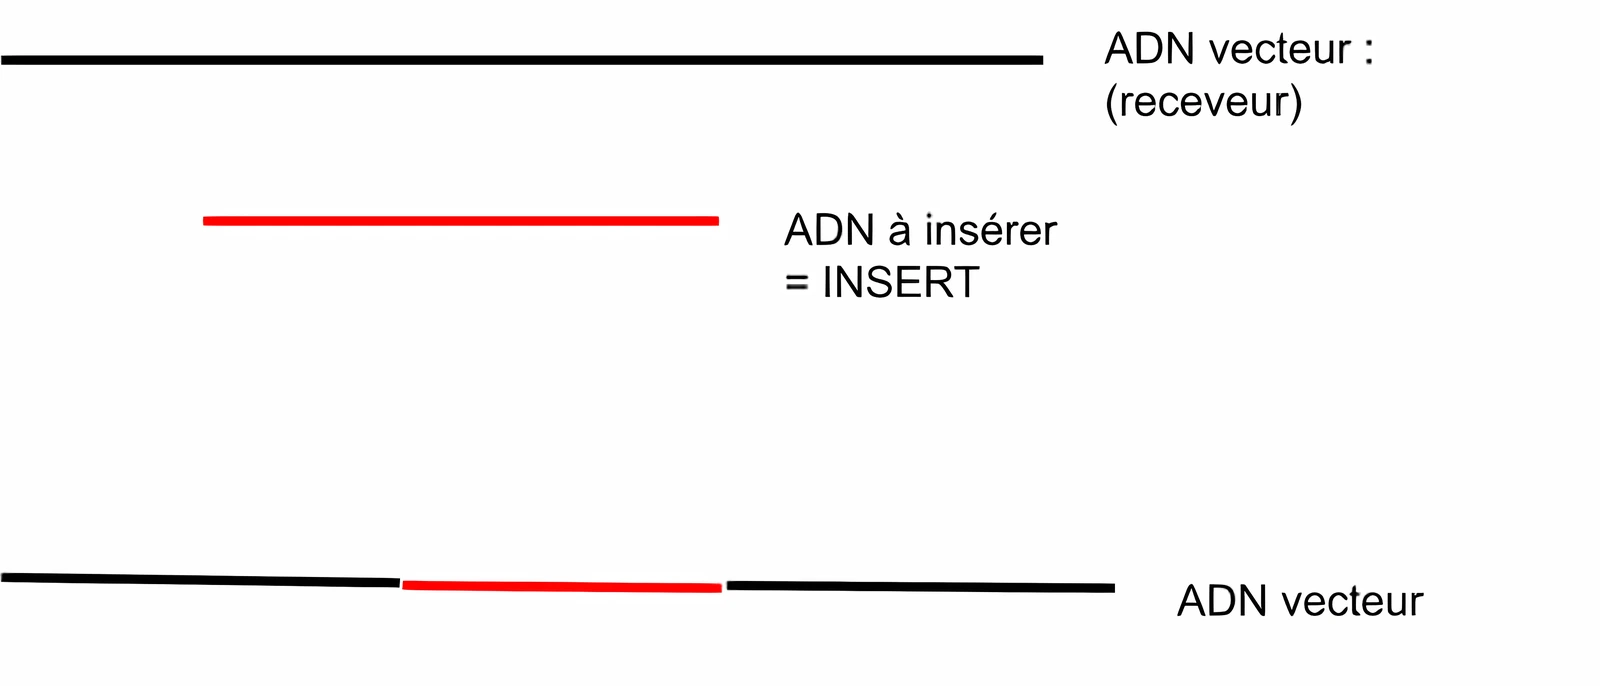 ADN vecteur :
(receveur)
ADN à insérer
= INSERT
ADN vecteur